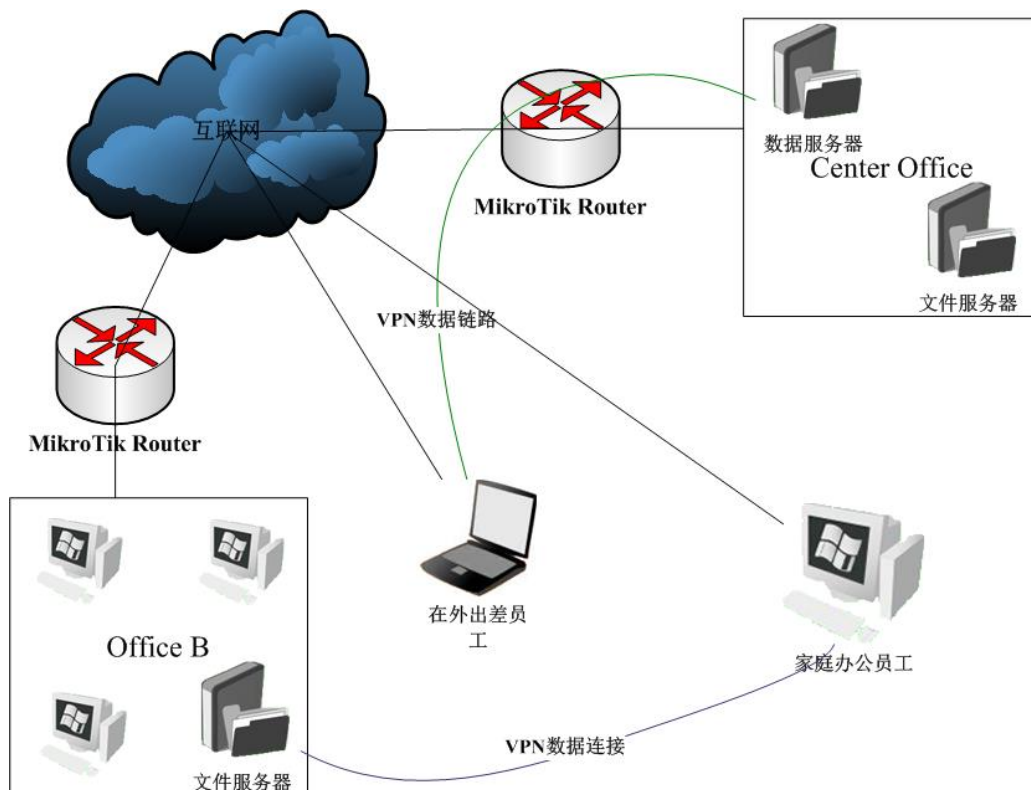 互联网
数据服务器
Center Office
MikroTik Router
文件服务器
VPN数据链路
MikroTik Router
在外出差员
工
Office B
家庭办公员工
VPN数据连接
文件服务器